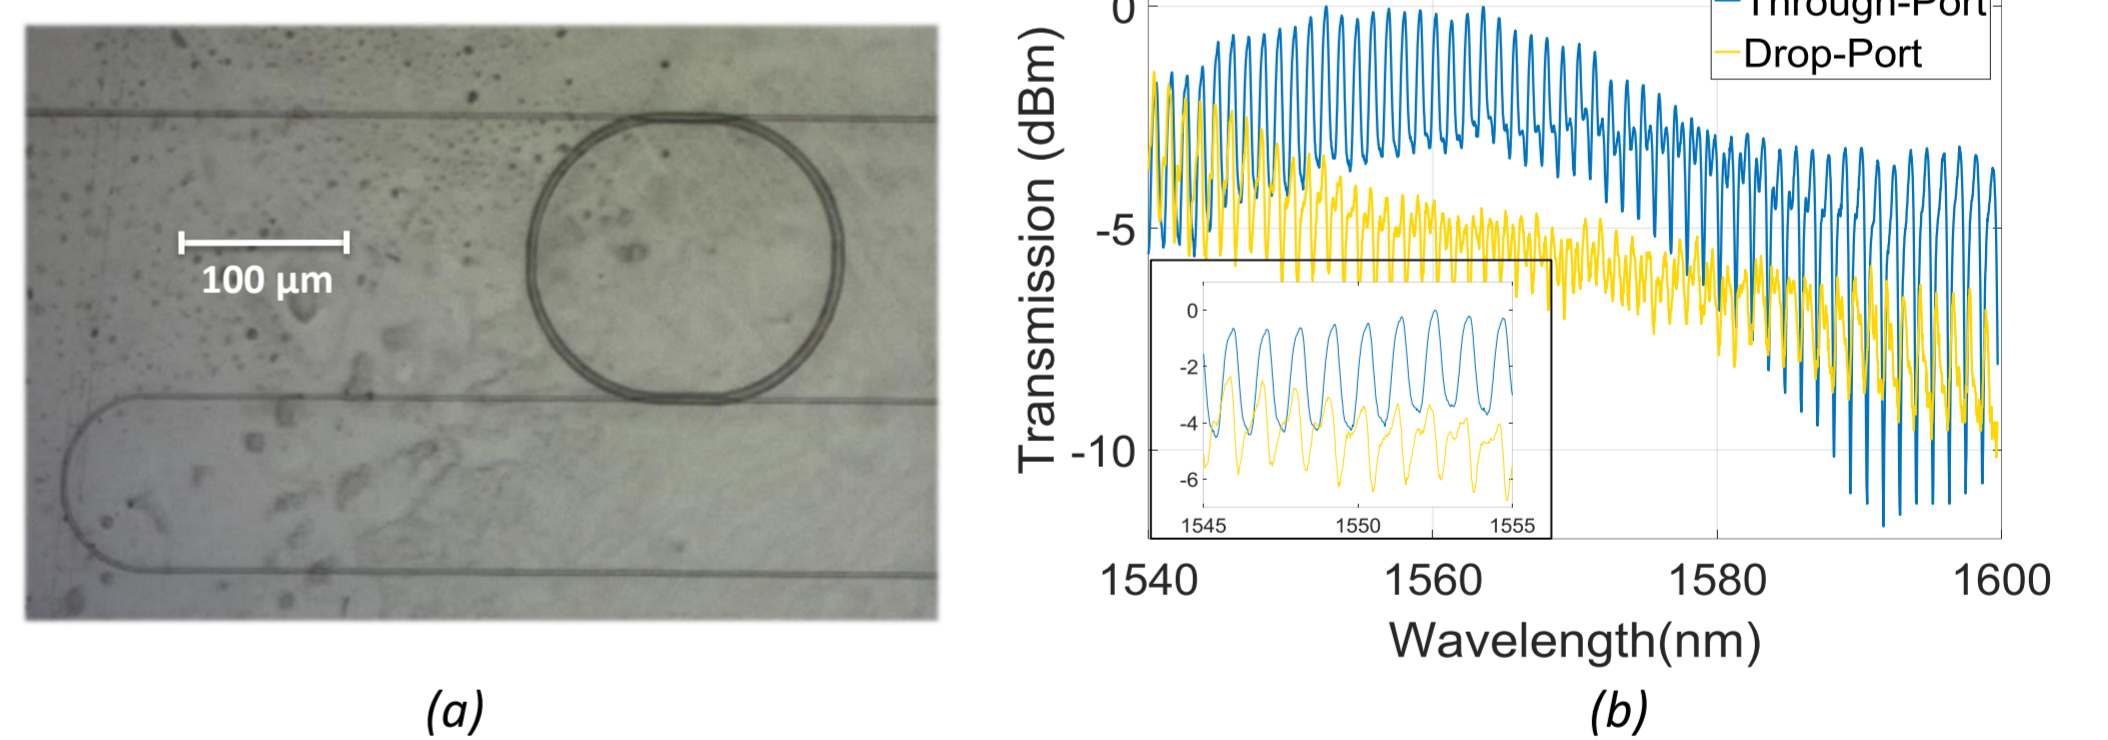 100 µm
(a)
Through-Port
Drop-Port
Transmission (dBm)
0
-5
-10
0
-2
-4
-6
1545 1550 1555
1540 1560 1580 1600
Wavelength(nm)
(b)